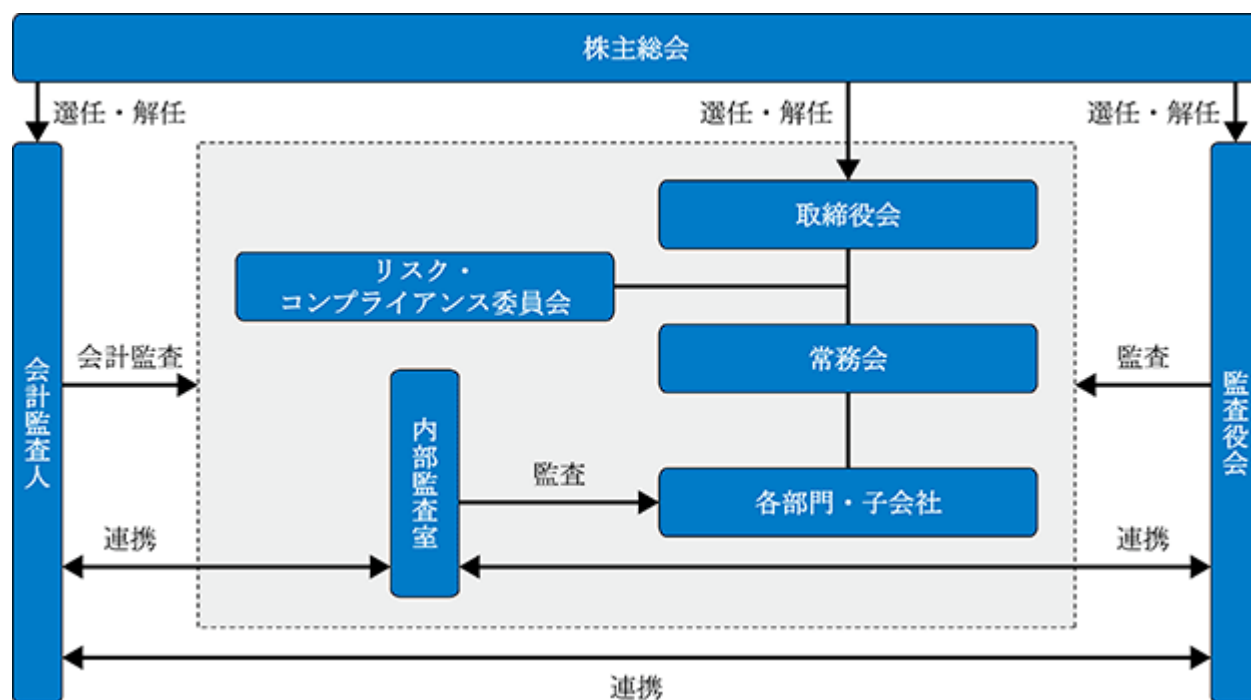 株主総会
選任・解任
選任・解任
選任・解任
取締役会
リスク・
コンプライアンス委員会
常務会
会計監査
監査
会計監査人
内部監査室
監査役会
監査
各部門・子会社
連携
連携
連携